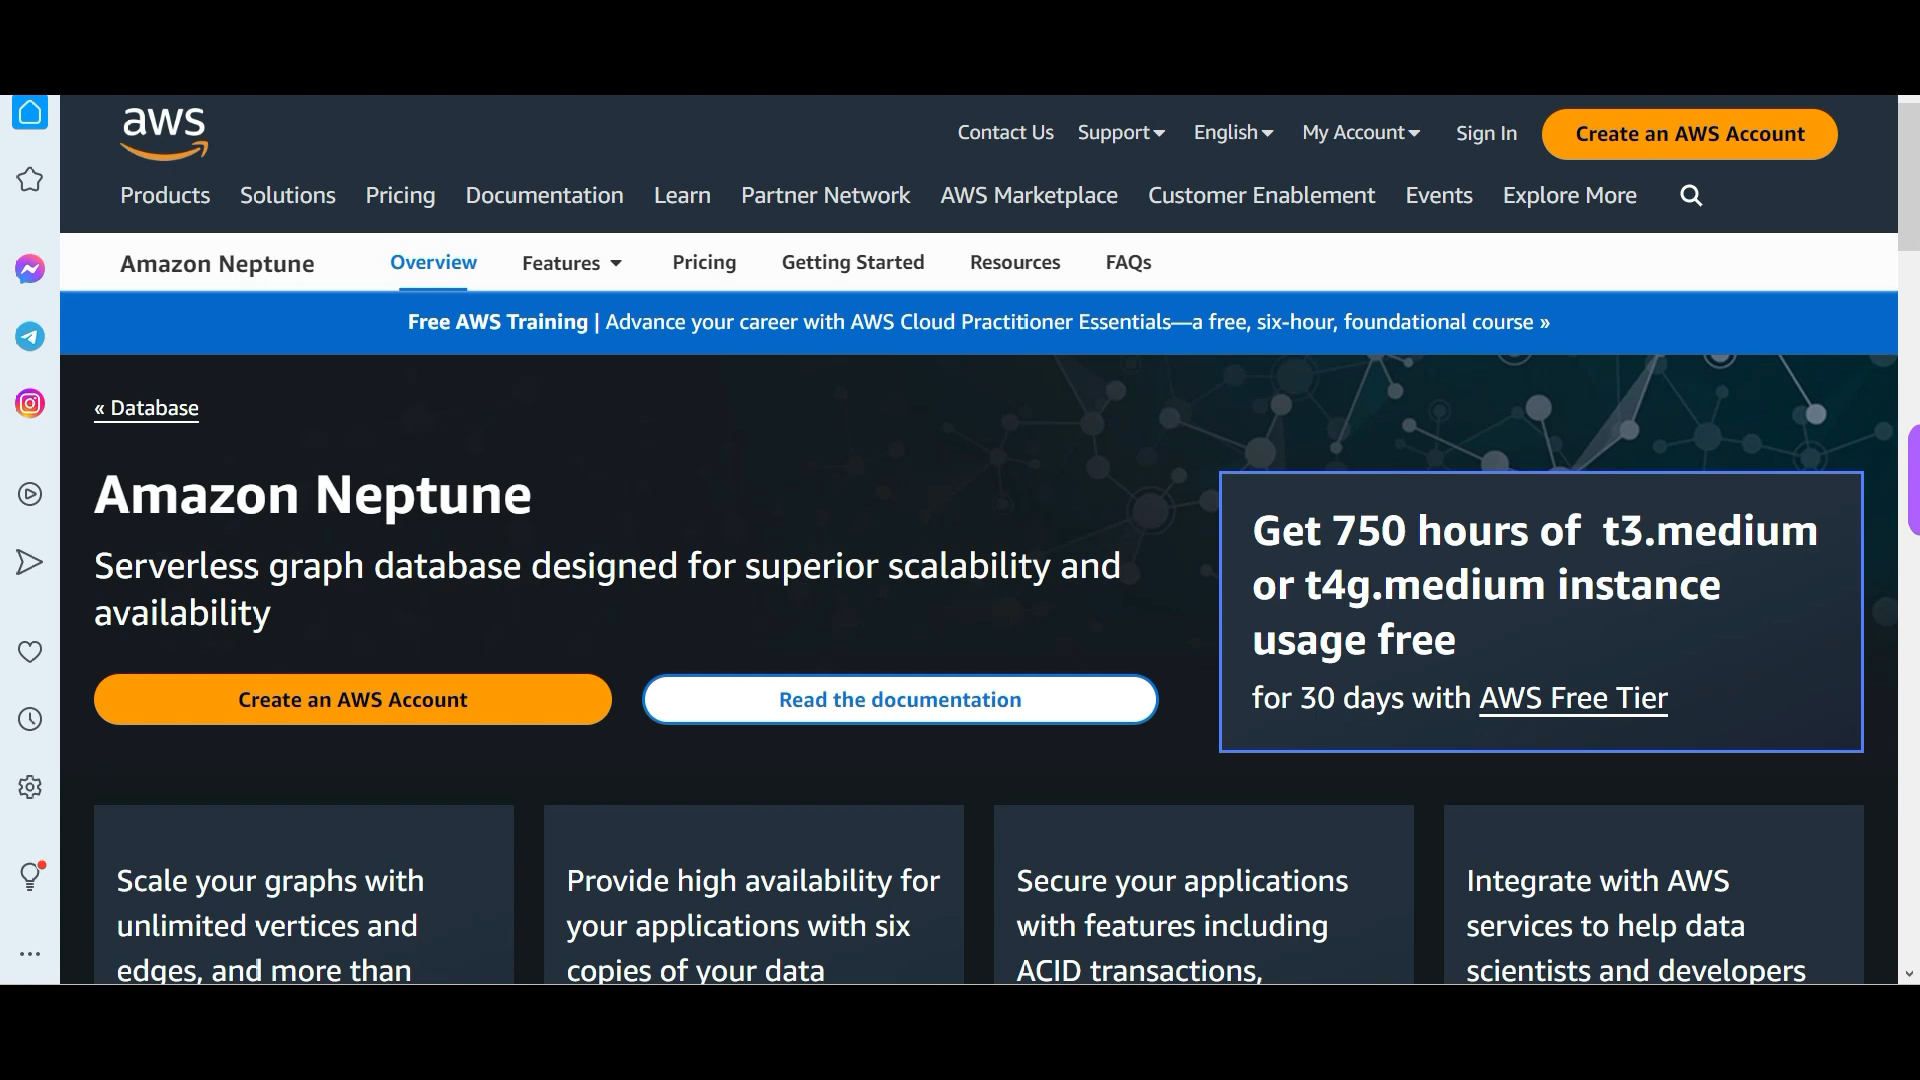 aws
Contact Us Support English My Account Sign In Create an AWS Account
Products Solutions Pricing Documentation Learn Partner Network AWS Marketplace Customer Enablement Events Explore More
Amazon Neptune Overview Features Pricing Getting Started Resources FAQs
Free AWS Training | Advance your career with AWS Cloud Practitioner Essentials—a free, six-hour, foundational course »
« Database
Amazon Neptune
Serverless graph database designed for superior scalability and
availability
Create an AWS Account Read the documentation
Get 750 hours of t3.medium
or t4g.medium instance
usage free
for 30 days with AWS Free Tier
Scale your graphs with
unlimited vertices and
edges, and more than
Provide high availability for
your applications with six
copies of your data
Secure your applications
with features including
ACID transactions,
Integrate with AWS
services to help data
scientists and developers